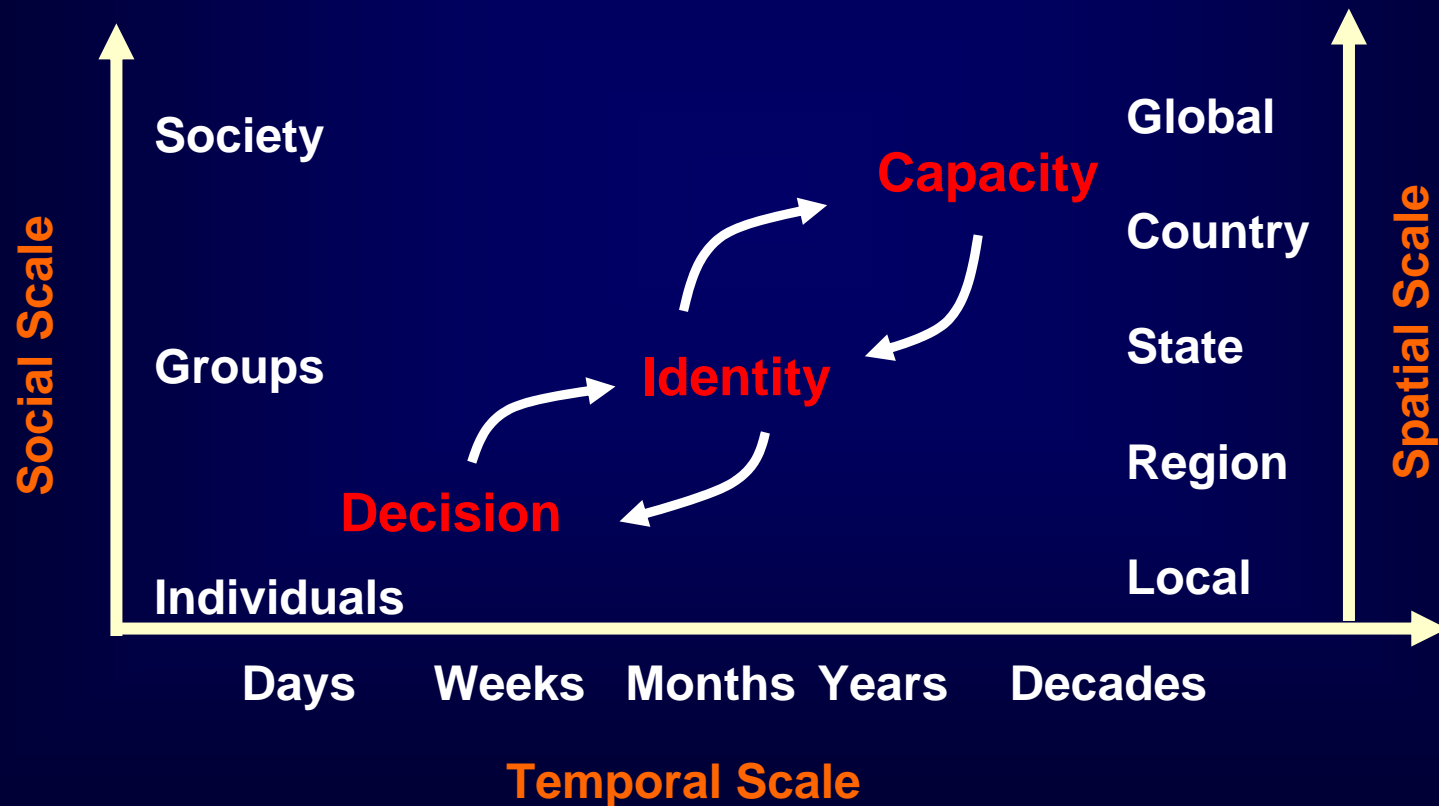 Social Scale
Society
Groups
Individuals
Capacity
Identity
Decision
Global
Country
State
Region
Local
Spatial Scale
Days Weeks Months Years Decades
Temporal Scale